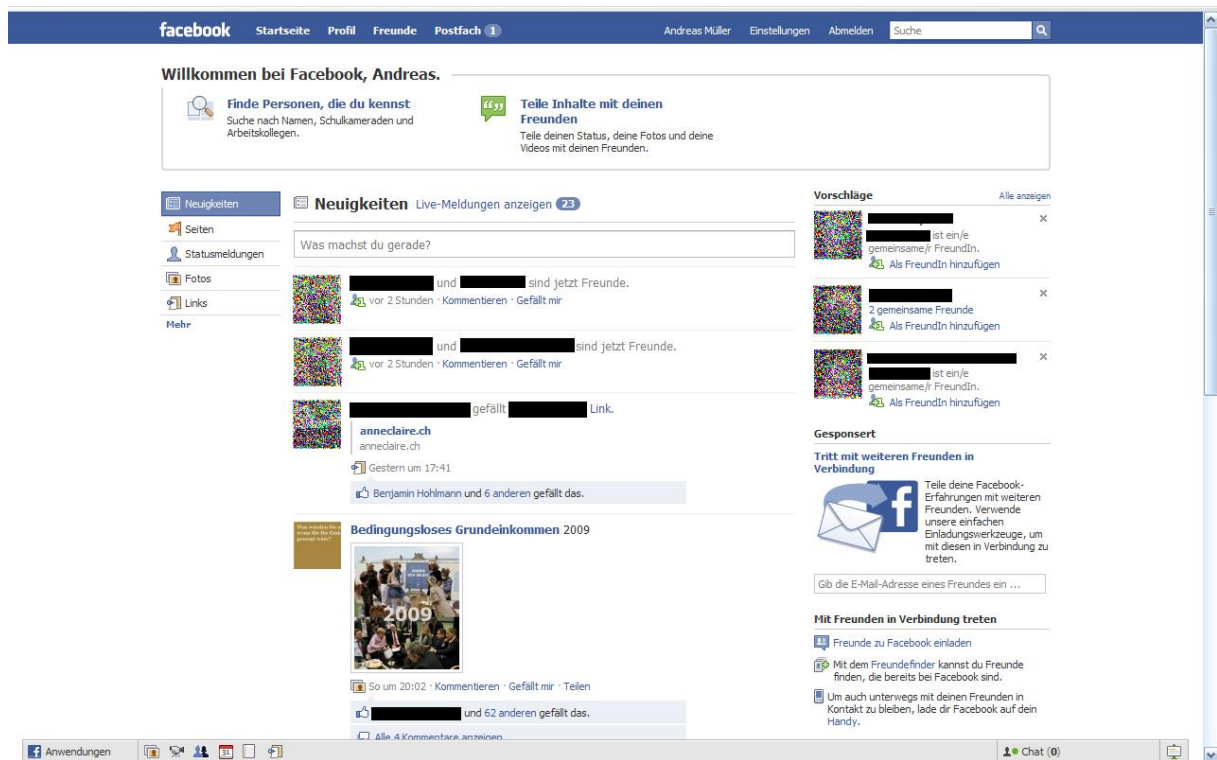 facebook Startseite Profil Freunde Postfach 1 Andreas Müller Einstellungen Abmelden Suche
Willkommen bei Facebook, Andreas.
Finde Personen, die du kennst
Suche nach Namen, Schulkameraden und
Arbeitskollegen.
Teile Inhalte mit deinen
Freunden
Teile deinen Status, deine Fotos und deine
Videos mit deinen Freunden.
Neuigkeiten
Seiten
Statusmeldungen
Fotos
Links
Mehr
Neuigkeiten Live-Meldungen anzeigen 23
Was machst du gerade?
und sind jetzt Freunde.
vor 2 Stunden · Kommentieren · Gefällt mir
und sind jetzt Freunde.
vor 2 Stunden · Kommentieren · Gefällt mir
gefällt Link.
anneclaire.ch
anneclaire.ch
Gestern um 17:41
Benjamin Hohlmann und 6 anderen gefällt das.
Bedingungsloses Grundeinkommen 2009
2009
So um 20:02 · Kommentieren · Gefällt mir · Teilen
und 62 anderen gefällt das.
Alle 4 Kommentare anzeigen
Vorschläge Alle anzeigen
ist ein/e
gemeinsame/r FreundIn.
Als FreundIn hinzufügen
2 gemeinsame Freunde
Als FreundIn hinzufügen
ist ein/e
gemeinsame/r FreundIn.
Als FreundIn hinzufügen
Gesponsert
Tritt mit weiteren Freunden in
Verbindung
Teile deine Facebook-
Erfahrungen mit weiteren
Freunden. Verwende
unsere einfachen
Einladungswerkzeuge, um
mit diesen in Verbindung zu
treten.
Gib die E-Mail-Adresse eines Freundes ein ...
Mit Freunden in Verbindung treten
Freunde zu Facebook einladen
Mit dem Freundefinder kannst du Freunde
finden, die bereits bei Facebook sind.
Um auch unterwegs mit deinen Freunden in
Kontakt zu bleiben, lade dir Facebook auf dein
Handy.
Anwendungen 31 Chat (0)